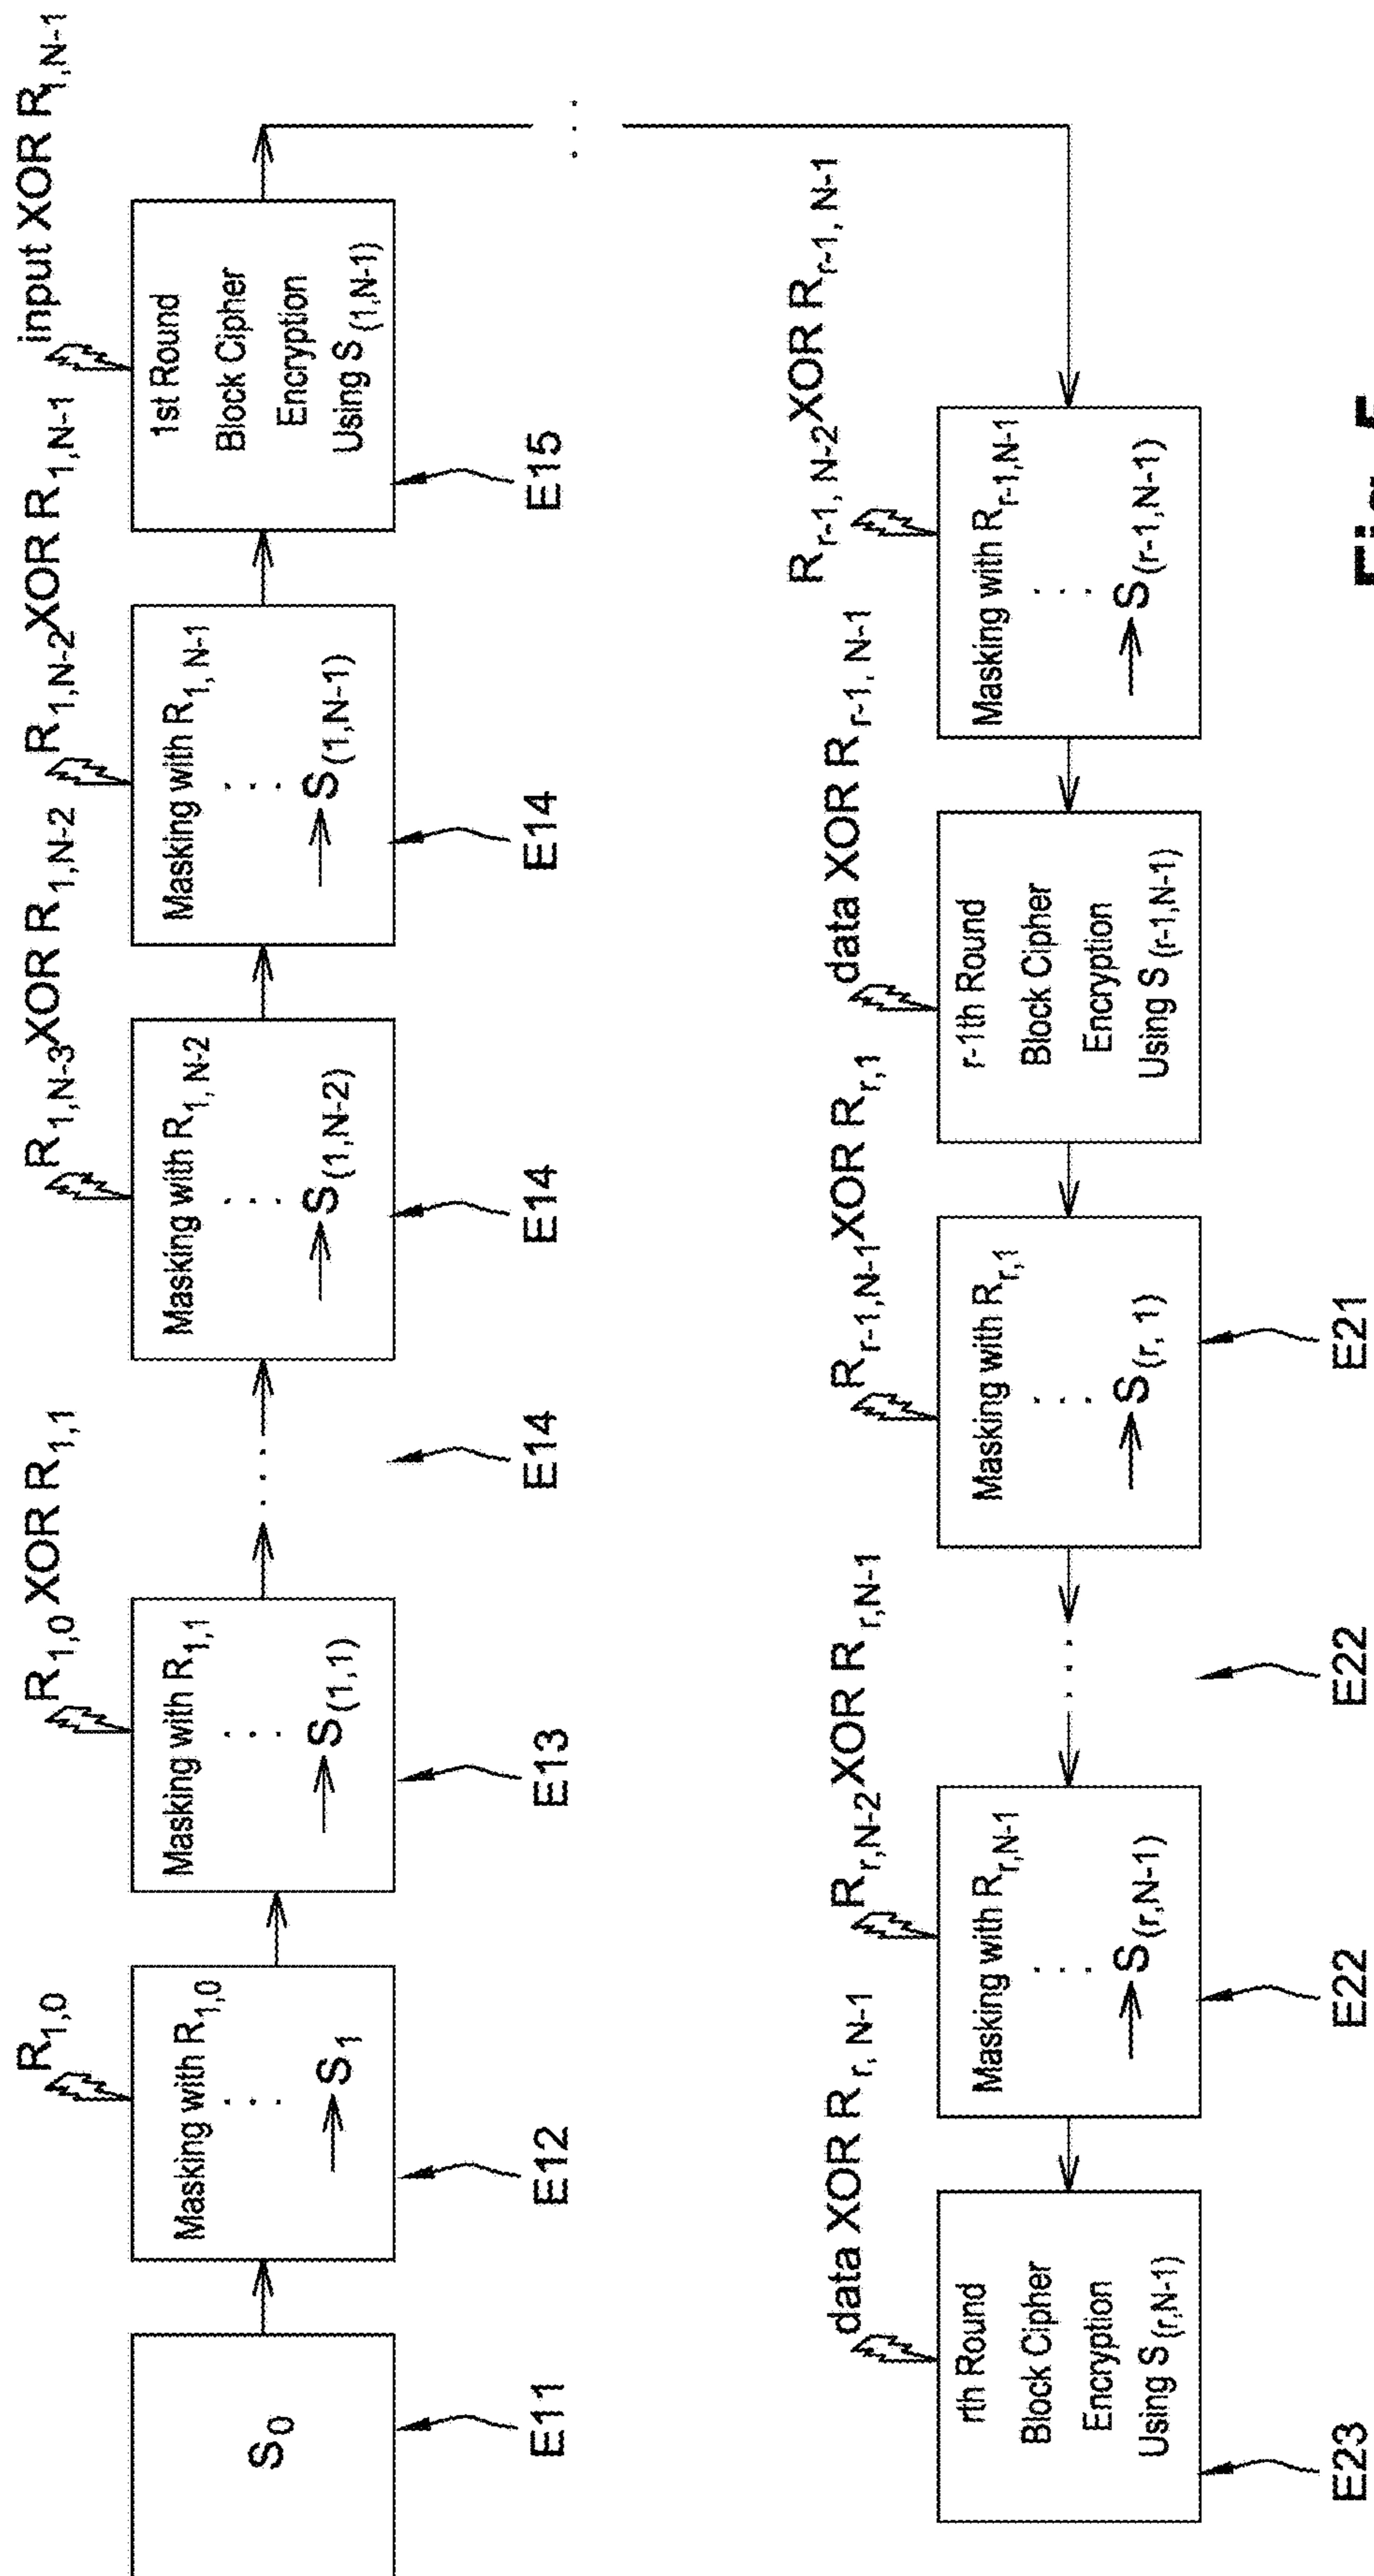 S0
E11
R1,0
Masking with R1,0
. . .
→S1
E12
R1,0 XOR R1,1
Masking with R1,1
. . .
→S(1,1)
E13
. . .
E14
R1,N-3 XOR R1,N-2
Masking with R1, N-2
. . .
→S(1,N-2)
E14
R1,N-2 XOR R1,N-1
Masking with R1, N-1
. . .
→S(1,N-1)
E14
input XOR R1,N-1
1st Round
Block Cipher
Encryption
Using S(1,N-1)
E15
. . .
Rr-1, N-2 XOR Rr-1, N-1
Masking with Rr-1,N-1
. . .
→S(r-1,N-1)
data XOR Rr-1, N-1
r-1th Round
Block Cipher
Encryption
Using S(r-1,N-1)
Rr-1,N-1 XOR Rr,1
Masking with Rr,1
. . .
→S(r, 1)
E21
. . .
E22
Rr,N-2 XOR Rr,N-1
Masking with Rr,N-1
. . .
→S(r,N-1)
E22
data XOR Rr, N-1
rth Round
Block Cipher
Encryption
Using S(r,N-1)
E23